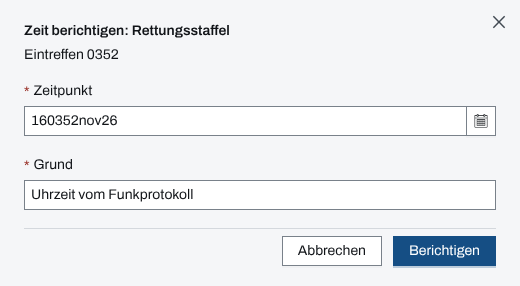 Zeit berichtigen: Rettungsstaffel
Eintreffen 0352
* Zeitpunkt
160352nov26
* Grund
Uhrzeit vom Funkprotokoll
Abbrechen
Berichtigen